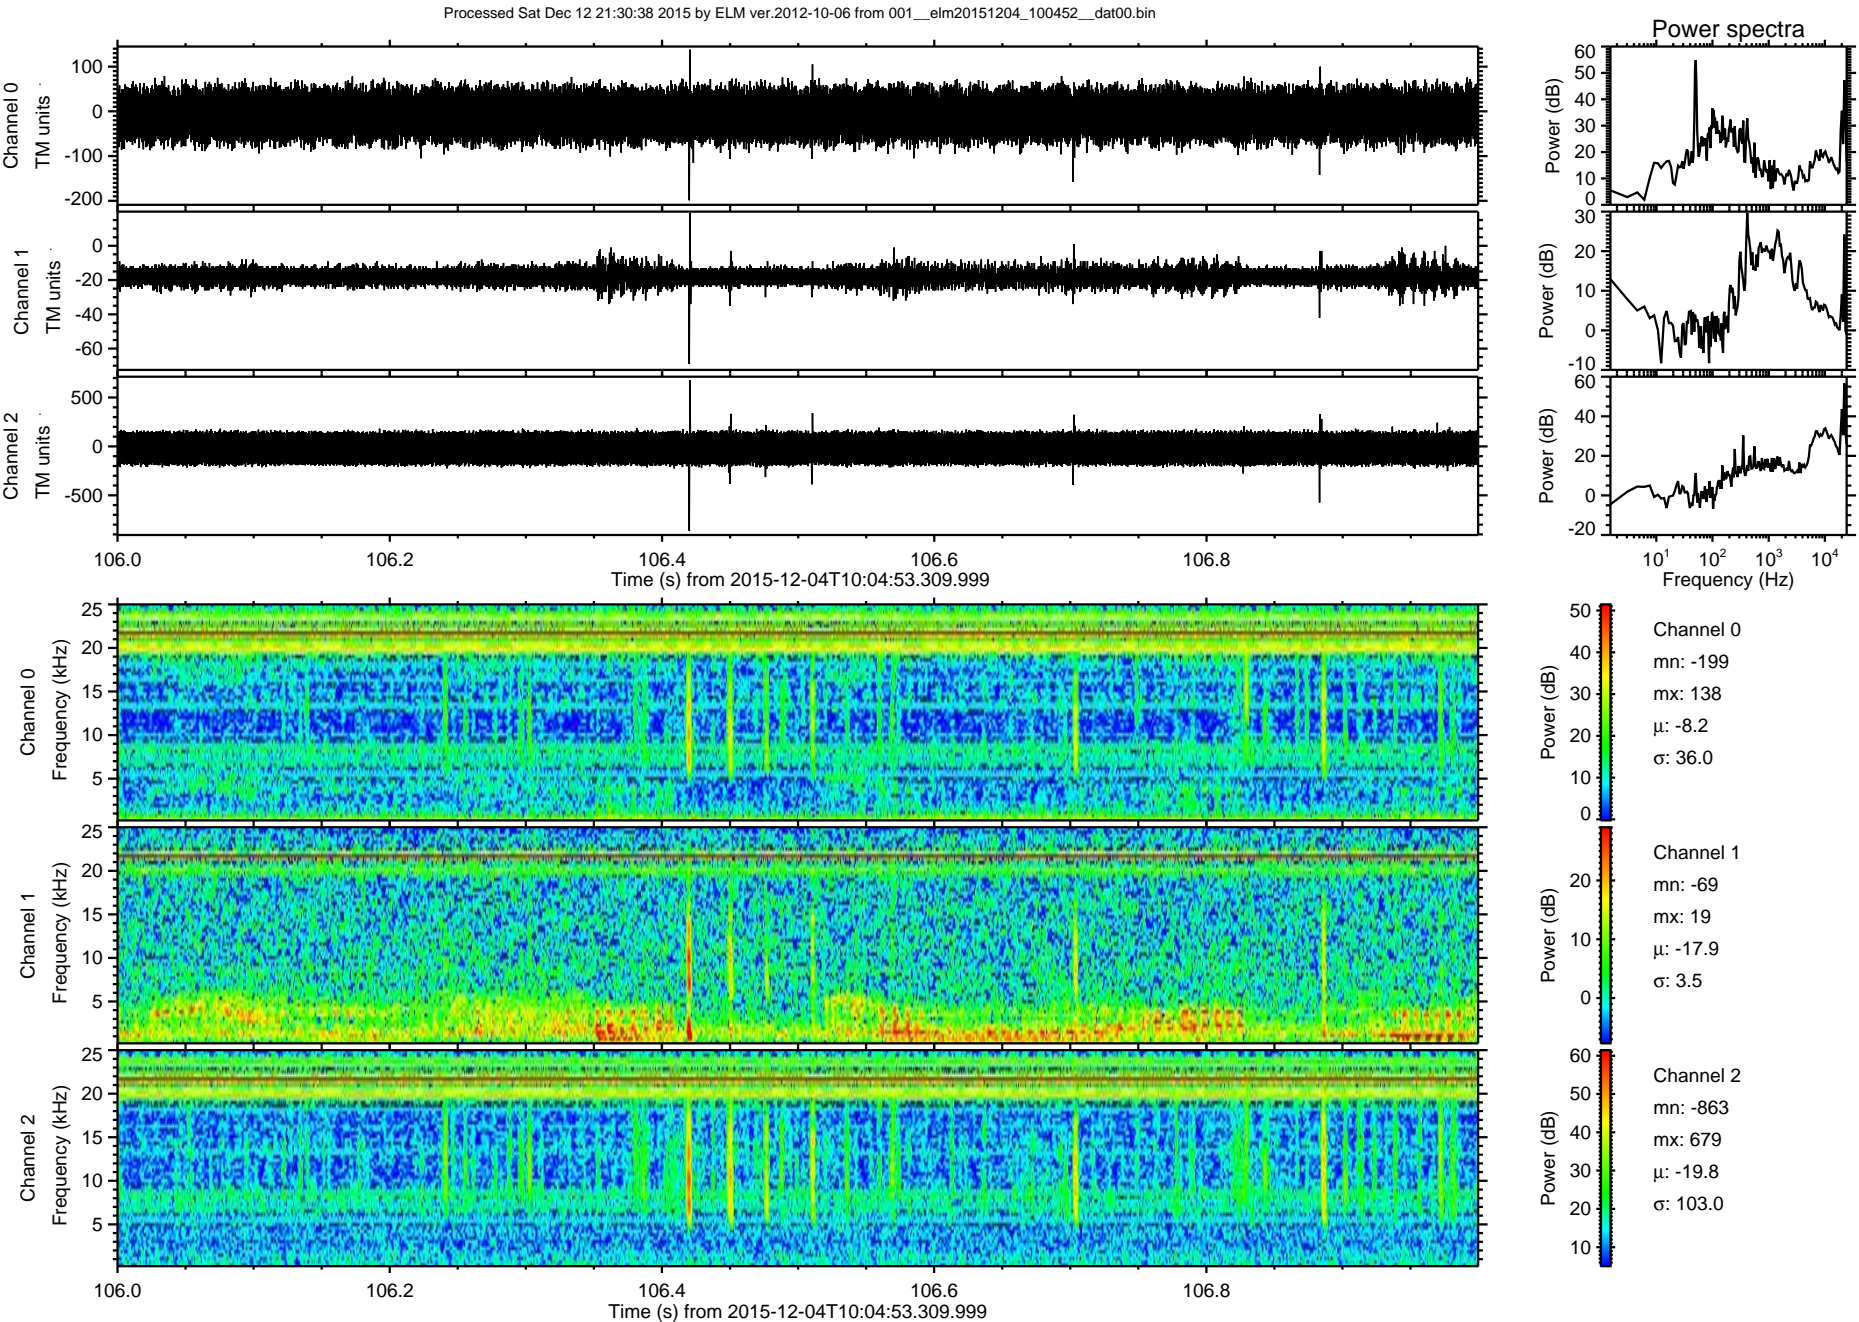 Processed Sat Dec 12 21:30:38 2015 by ELM ver.2012-10-06 from 001__elm20151204_100452__dat00.bin
Power spectra
Channel 0
TM units
100
0
-100
-200
Power (dB)
60
50
40
30
20
10
0
Channel 1
TM units
0
-20
-40
-60
Power (dB)
30
20
10
0
-10
Channel 2
TM units
500
0
-500
Power (dB)
60
40
20
0
-20
106.0 106.2 106.4 106.6 106.8
Time (s) from 2015-12-04T10:04:53.309.999
10¹ 10² 10³ 10⁴
Frequency (Hz)
Channel 0
Frequency (kHz)
25
20
15
10
5
Power (dB)
50
40
30
20
10
0
Channel 0
mn: -199
mx: 138
µ: -8.2
σ: 36.0
Channel 1
Frequency (kHz)
25
20
15
10
5
Power (dB)
20
10
0
Channel 1
mn: -69
mx: 19
µ: -17.9
σ: 3.5
Channel 2
Frequency (kHz)
25
20
15
10
5
Power (dB)
60
50
40
30
20
10
Channel 2
mn: -863
mx: 679
µ: -19.8
σ: 103.0
106.0 106.2 106.4 106.6 106.8
Time (s) from 2015-12-04T10:04:53.309.999